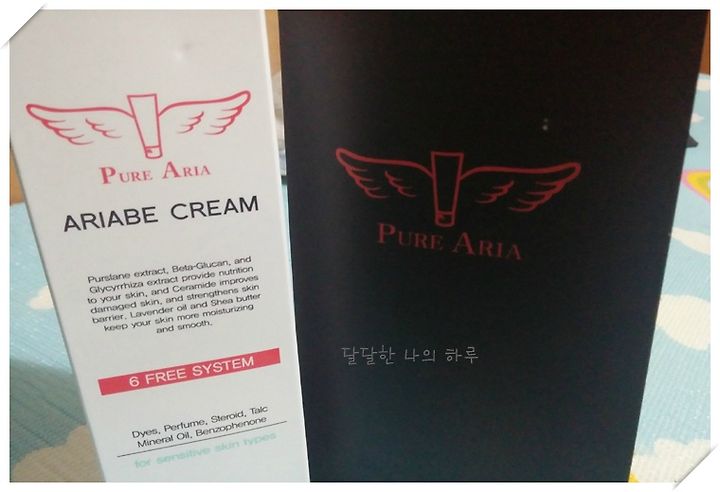 PURE ARIA
ARIABE CREAM
Purslane extract, Beta-Glucan, and
Glycyrrhiza extract provide nutrition
to your skin, and Ceramide improves
damaged skin, and strengthens skin
barrier. Lavender oil and Shea butter
keep your skin more moisturizing
and smooth.
6 FREE SYSTEM
Dyes, Perfume, Steroid, Talc
Mineral Oil, Benzophenone
for sensitive skin types
PURE ARIA
달달한 나의 하루